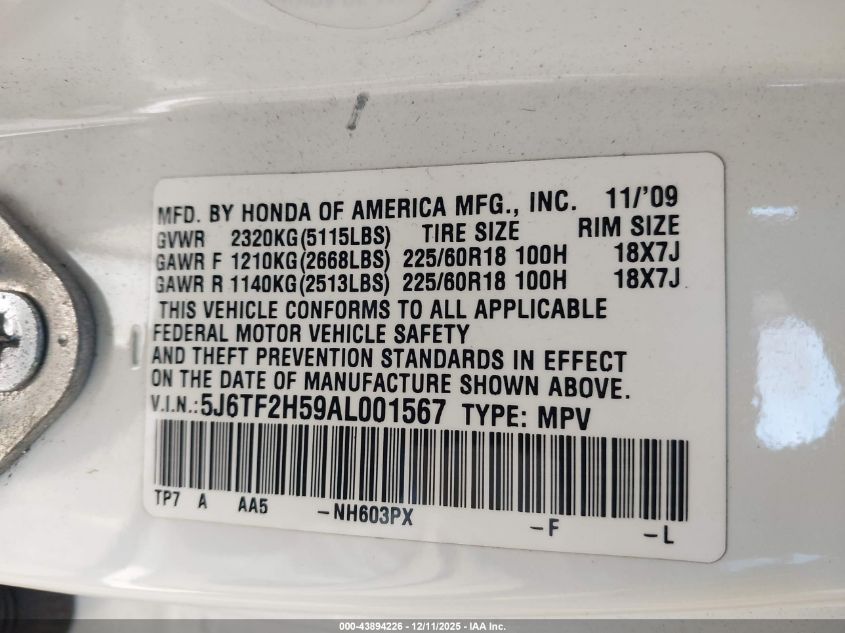 MFD. BY HONDA OF AMERICA MFG., INC. 11/'09
GVWR 2320KG(5115LBS) TIRE SIZE RIM SIZE
GAWR F 1210KG(2668LBS) 225/60R18 100H 18X7J
GAWR R 1140KG(2513LBS) 225/60R18 100H 18X7J
THIS VEHICLE CONFORMS TO ALL APPLICABLE
FEDERAL MOTOR VEHICLE SAFETY
AND THEFT PREVENTION STANDARDS IN EFFECT
ON THE DATE OF MANUFACTURE SHOWN ABOVE.
V.I.N.:5J6TF2H59AL001567 TYPE: MPV
TP7 A AA5 -NH603PX -F -L
000-43894226 - 12/11/2025 - IAA Inc.